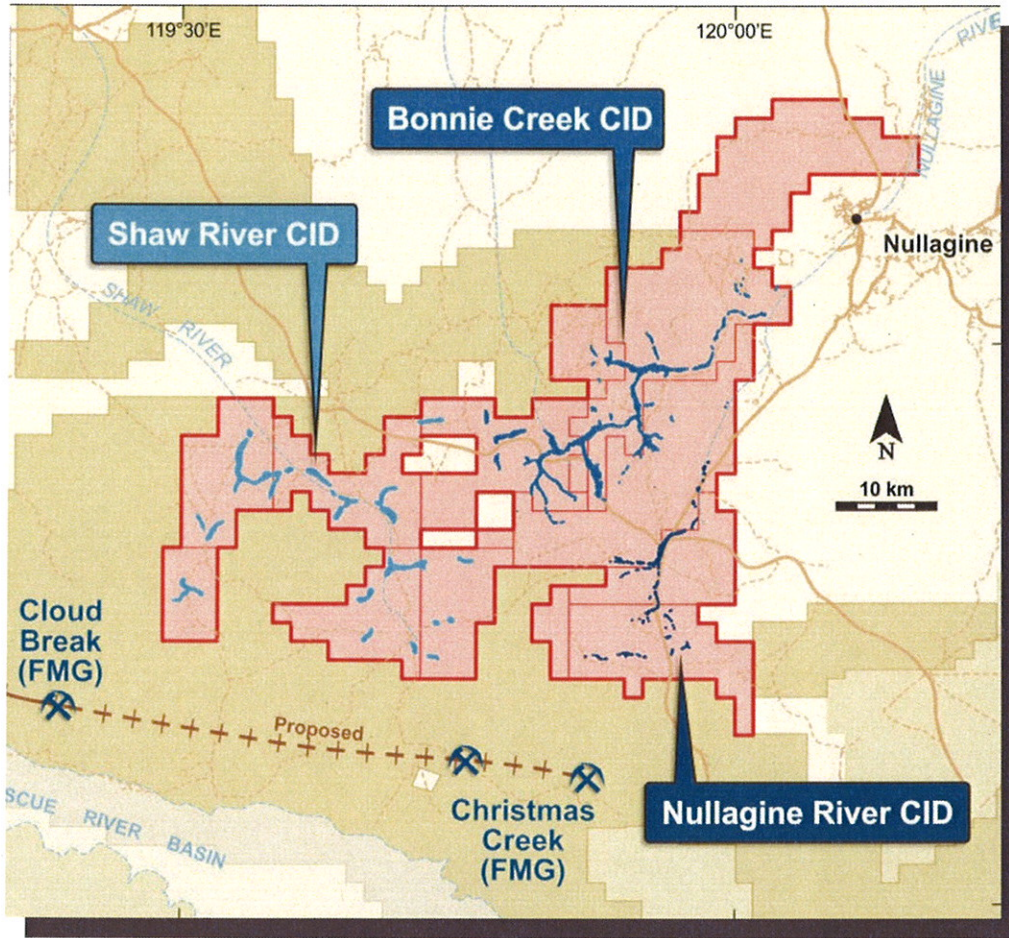 119°30'E
120°00'E
RIVE
NULLAGINE
Bonnie Creek CID
Shaw River CID
Nullagine
SHAW RIVER
N
10 km
Cloud
Break
(FMG)
Proposed
Christmas
Creek
(FMG)
Nullagine River CID
SCUE RIVER BASIN